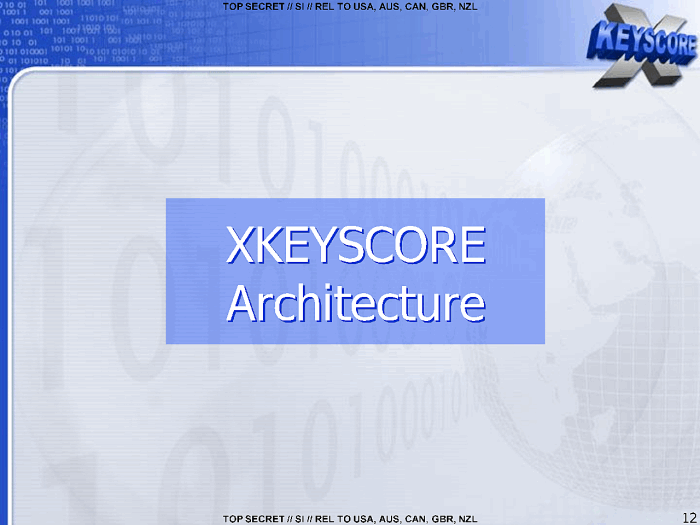 TOP SECRET // SI // REL TO USA, AUS, CAN, GBR, NZL
KEYSCORE
XKEYSCORE
Architecture
TOP SECRET // SI // REL TO USA, AUS, CAN, GBR, NZL
12